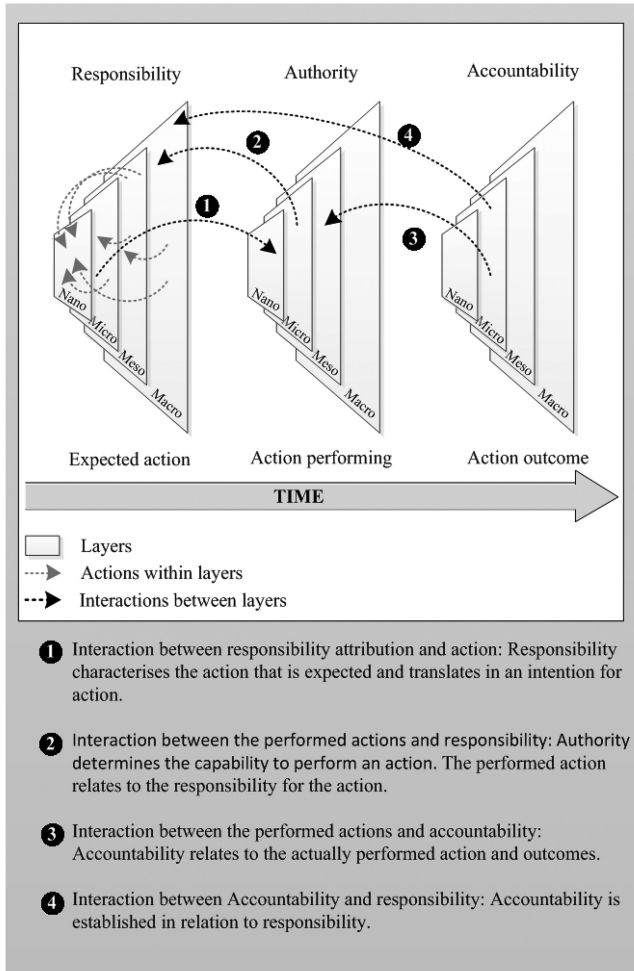 Responsibility Authority Accountability
2
4
1
3
Nano Nano Nano
Micro Micro Micro
Meso Meso Meso
Macro Macro Macro
Expected action Action performing Action outcome
TIME
Layers
Actions within layers
Interactions between layers
1 Interaction between responsibility attribution and action: Responsibility
characterises the action that is expected and translates in an intention for
action.
2 Interaction between the performed actions and responsibility: Authority
determines the capability to perform an action. The performed action
relates to the responsibility for the action.
3 Interaction between the performed actions and accountability:
Accountability relates to the actually performed action and outcomes.
4 Interaction between Accountability and responsibility: Accountability is
established in relation to responsibility.